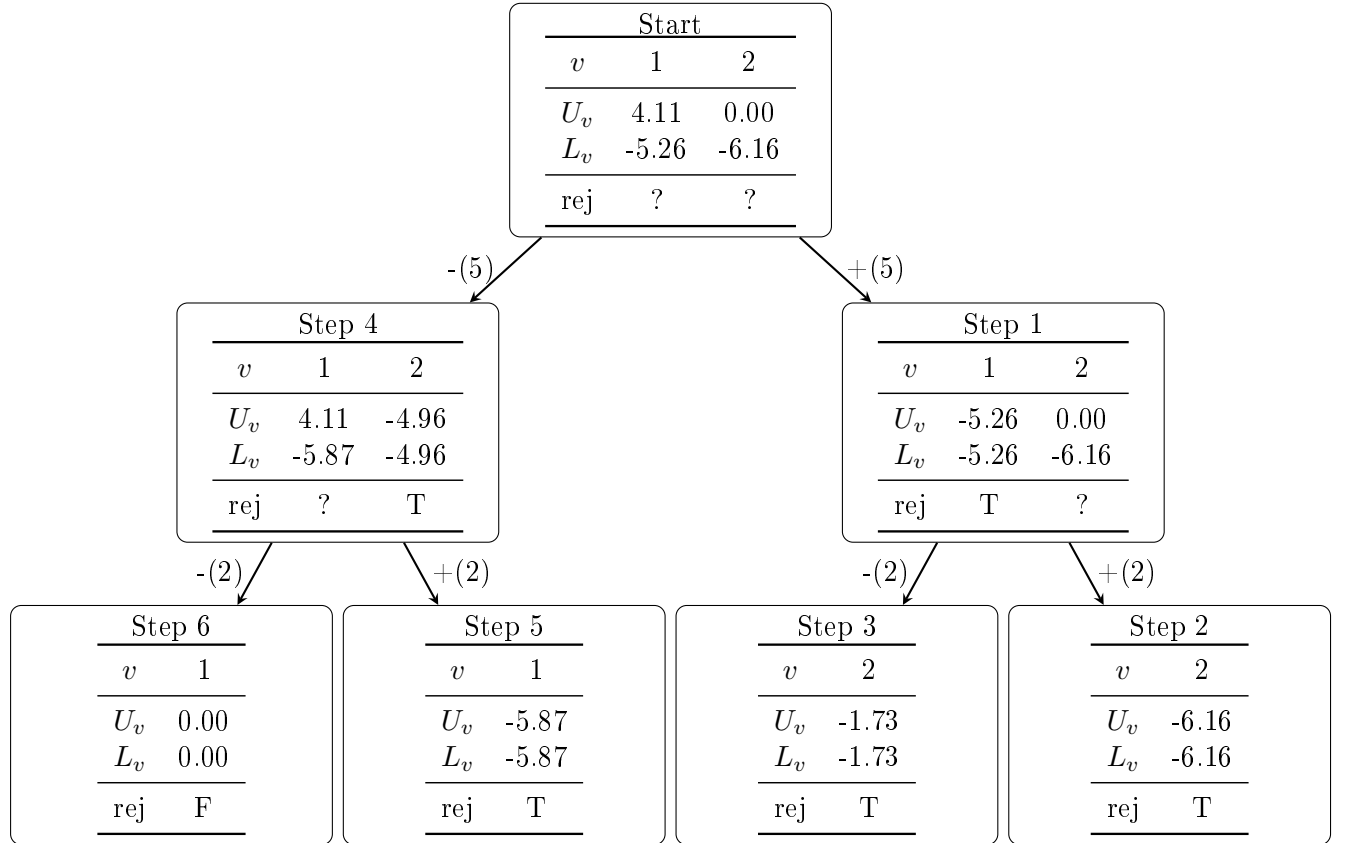 Start
v 1 2
U_v 4.11 0.00
L_v -5.26 -6.16
rej ? ?
-(5)
+(5)
Step 4
v 1 2
U_v 4.11 -4.96
L_v -5.87 -4.96
rej ? T
Step 1
v 1 2
U_v -5.26 0.00
L_v -5.26 -6.16
rej T ?
-(2)
+(2)
-(2)
+(2)
Step 6
v 1
U_v 0.00
L_v 0.00
rej F
Step 5
v 1
U_v -5.87
L_v -5.87
rej T
Step 3
v 2
U_v -1.73
L_v -1.73
rej T
Step 2
v 2
U_v -6.16
L_v -6.16
rej T